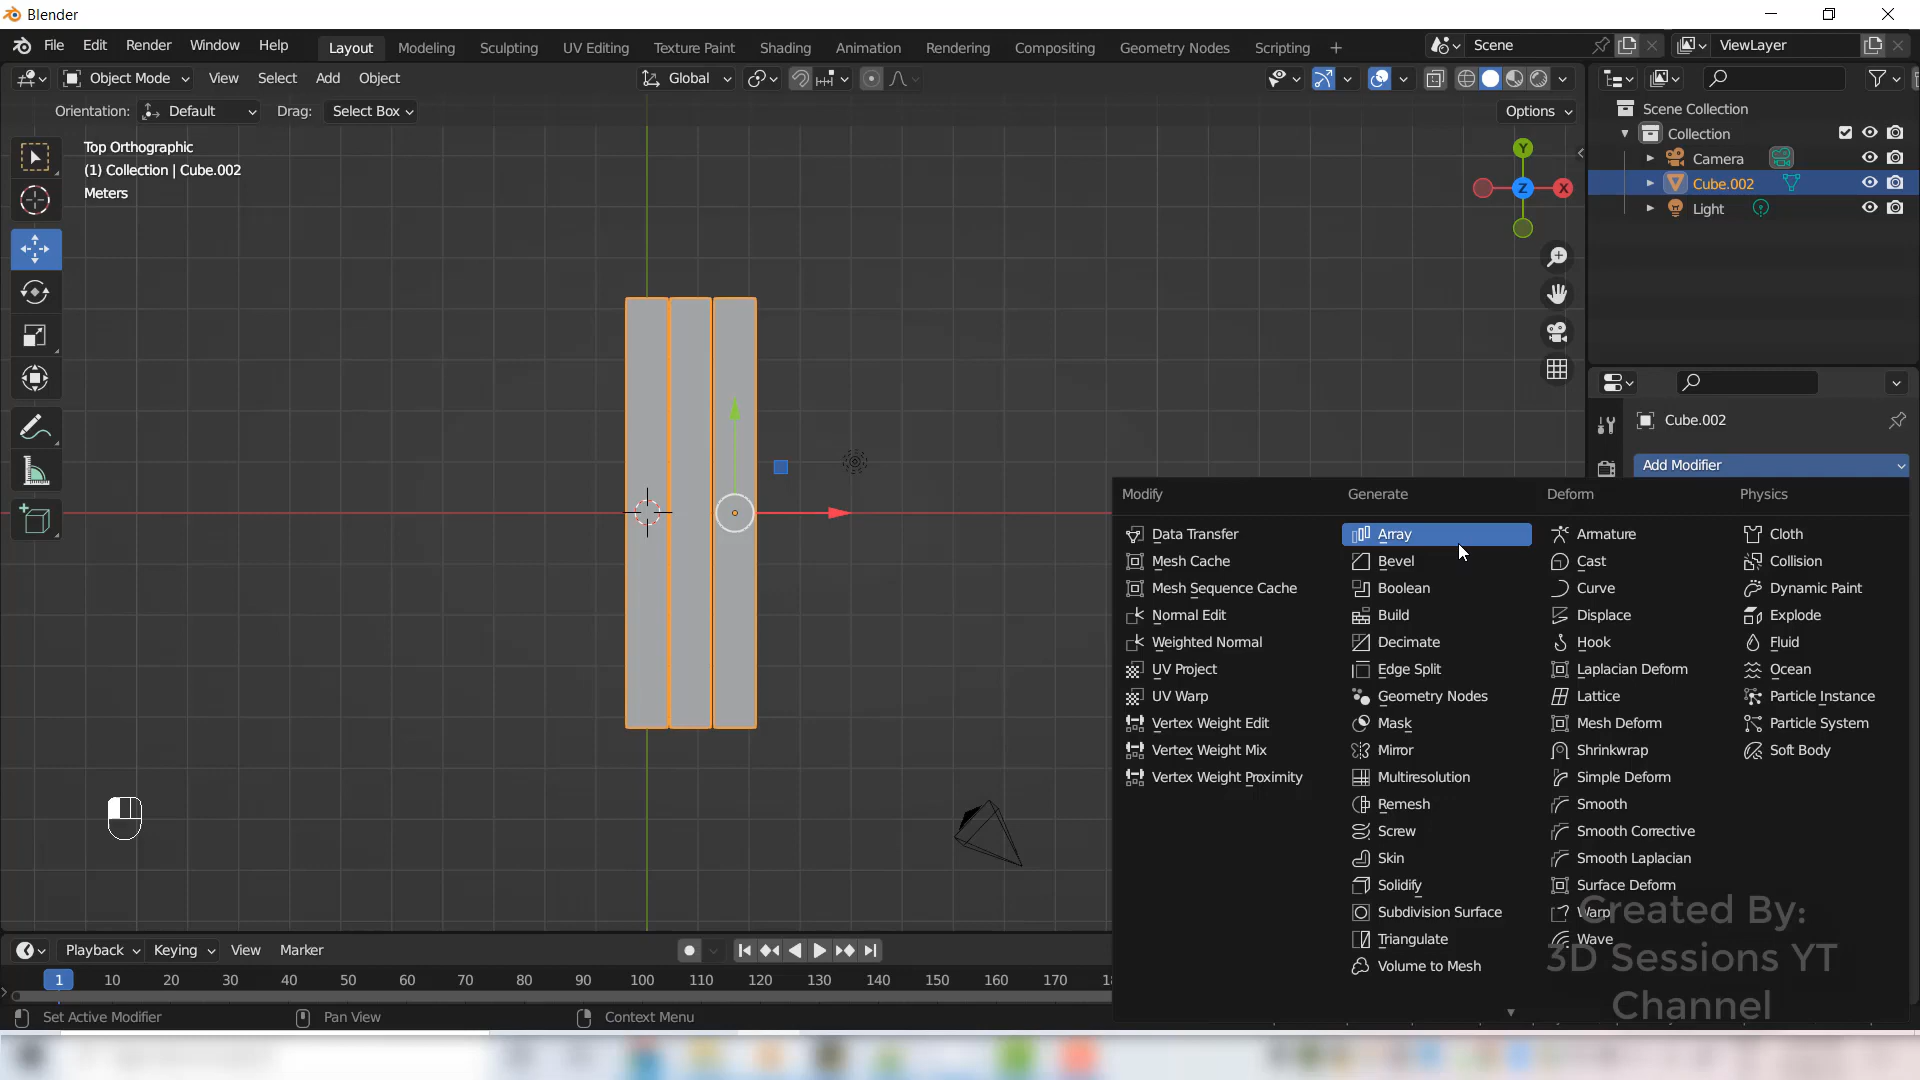 Blender
File Edit Render Window Help Layout Modeling Sculpting UV Editing Texture Paint Shading Animation Rendering Compositing Geometry Nodes Scripting + Scene ViewLayer
Object Mode View Select Add Object Global
Orientation: Default Drag: Select Box Options
Top Orthographic
(1) Collection | Cube.002
Meters
Y
Z
X
Scene Collection
Collection
Camera
Cube.002
Light
Cube.002
Add Modifier
Modify
Data Transfer
Mesh Cache
Mesh Sequence Cache
Normal Edit
Weighted Normal
UV Project
UV Warp
Vertex Weight Edit
Vertex Weight Mix
Vertex Weight Proximity
Generate
Array
Bevel
Boolean
Build
Decimate
Edge Split
Geometry Nodes
Mask
Mirror
Multiresolution
Remesh
Screw
Skin
Solidify
Subdivision Surface
Triangulate
Volume to Mesh
Deform
Armature
Cast
Curve
Displace
Hook
Laplacian Deform
Lattice
Mesh Deform
Shrinkwrap
Simple Deform
Smooth
Smooth Corrective
Smooth Laplacian
Surface Deform
Warp
Wave
Physics
Cloth
Collision
Dynamic Paint
Explode
Fluid
Ocean
Particle Instance
Particle System
Soft Body
Created By:
3D Sessions YT
Channel
Playback Keying View Marker
1 10 20 30 40 50 60 70 80 90 100 110 120 130 140 150 160 170
Set Active Modifier Pan View Context Menu